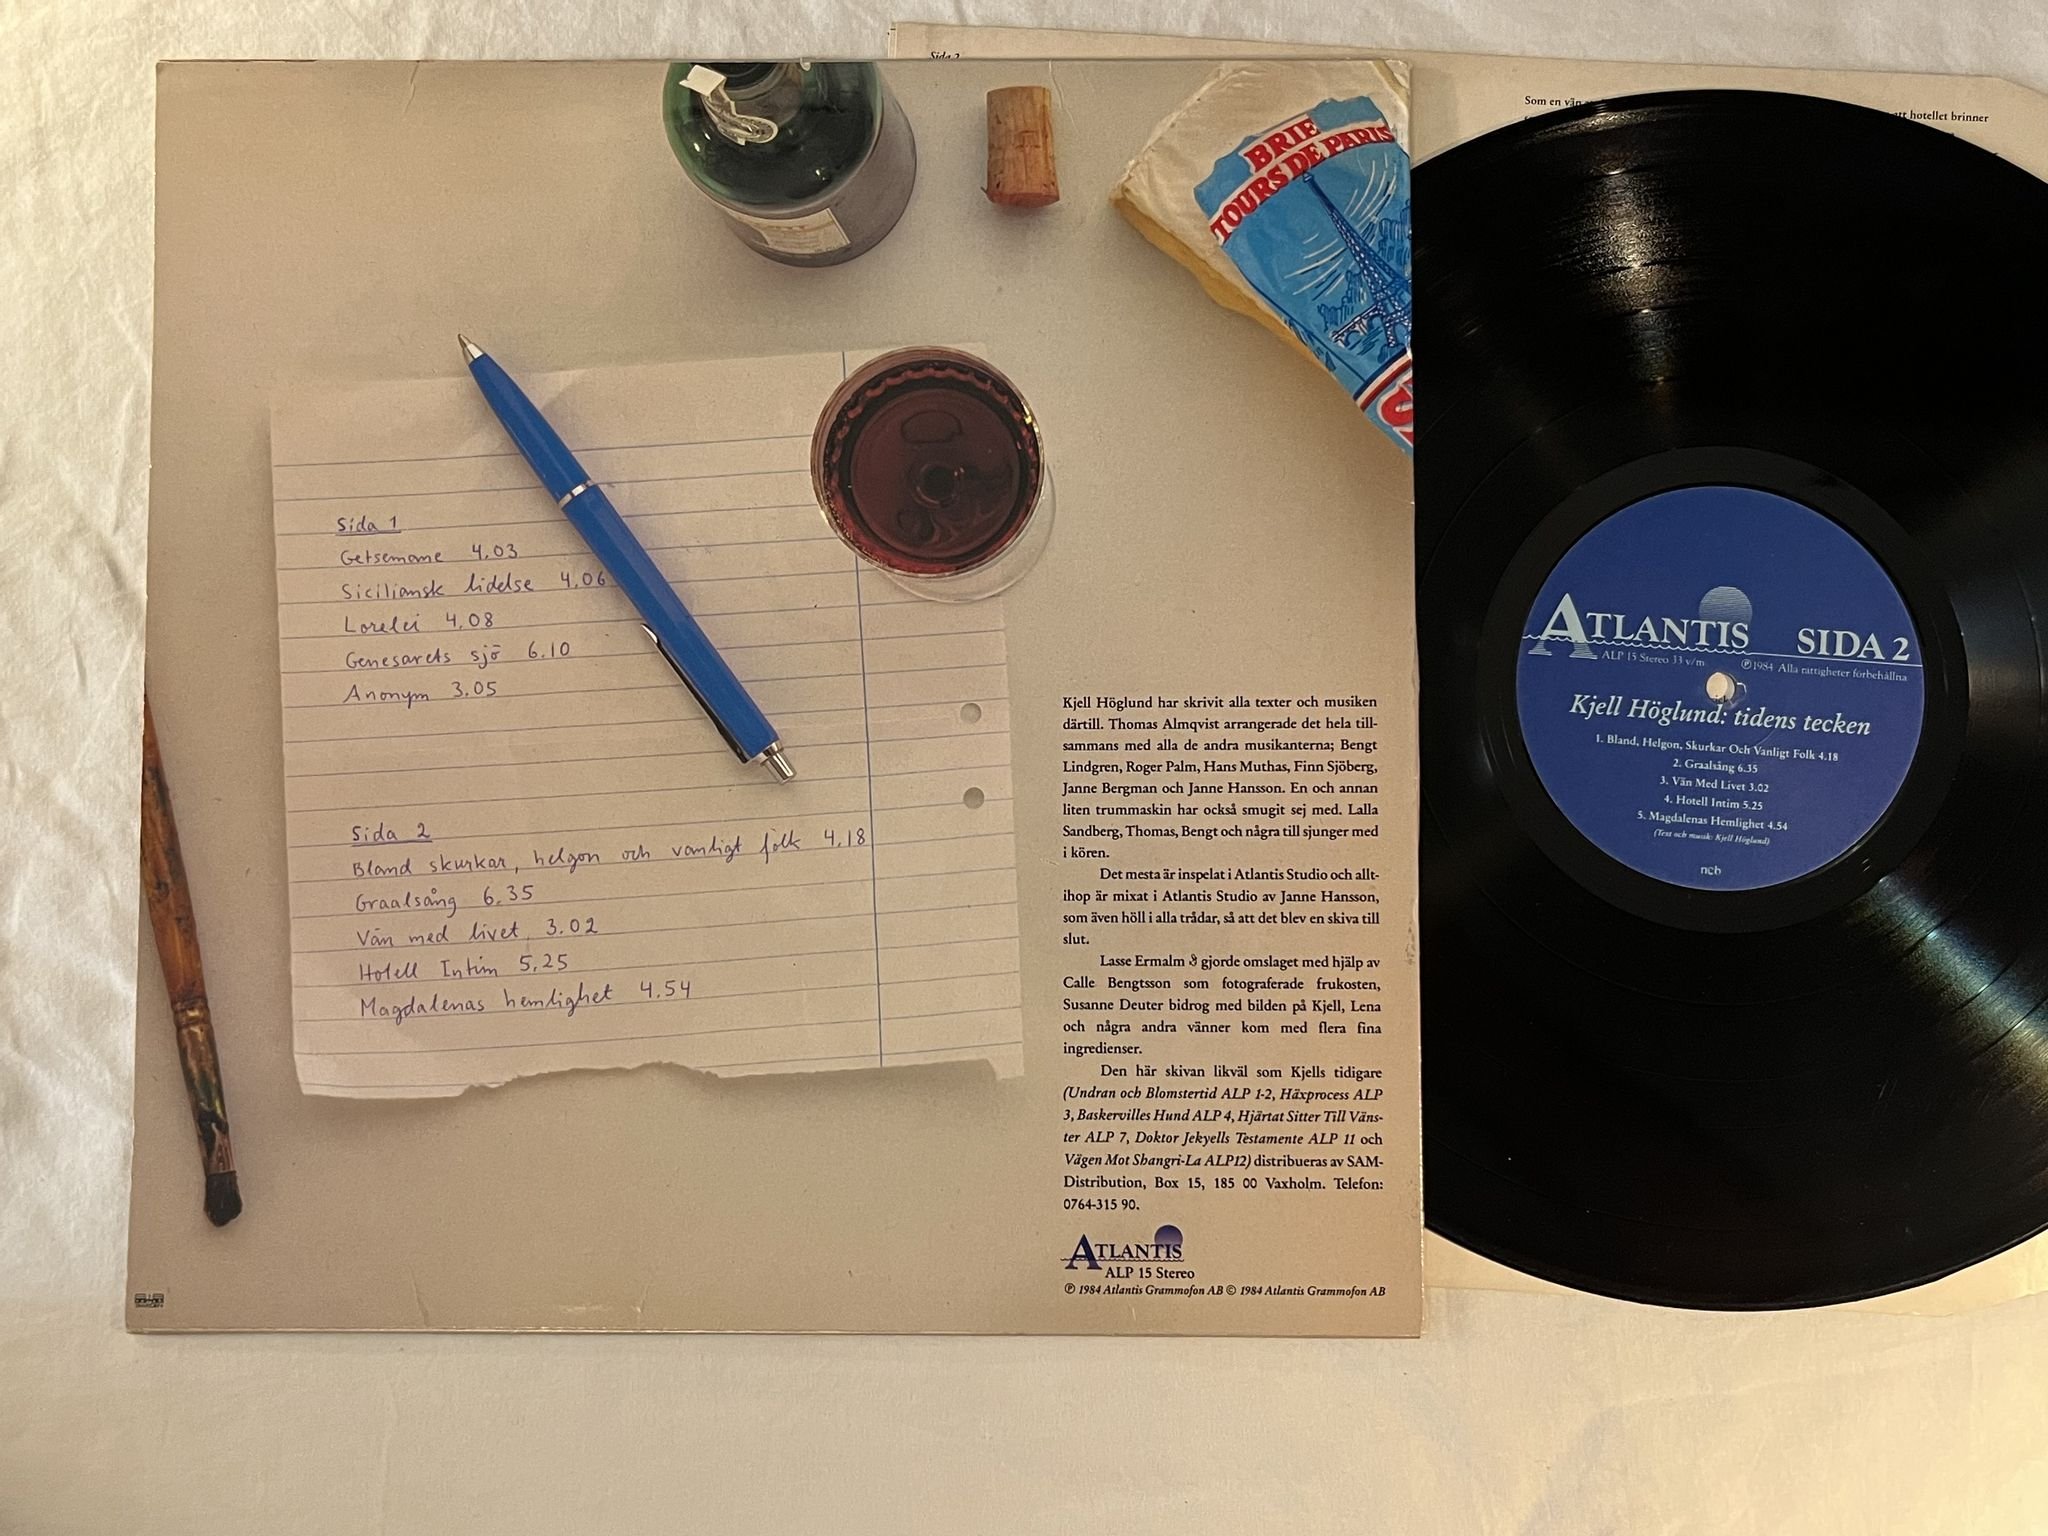 Sida 2
Som en vän
att hotellet brinner
BRIE
TOURS DE PARIS
Sida 1
Getsemane 4.03
Siciliansk lidelse 4.06
Lorelei 4.08
Genesarets sjö 6.10
Anonym 3.05
Sida 2
Bland skurkar, helgon och vanligt folk 4.18
Graalsång 6.35
Vän med livet 3.02
Hotell Intim 5.25
Magdalenas hemlighet 4.54
Kjell Höglund har skrivit alla texter och musiken
därtill. Thomas Almqvist arrangerade det hela till-
sammans med alla de andra musikanterna; Bengt
Lindgren, Roger Palm, Hans Muthas, Finn Sjöberg,
Janne Bergman och Janne Hansson. En och annan
liten trummaskin har också smugit sej med. Lalla
Sandberg, Thomas, Bengt och några till sjunger med
i kören.
Det mesta är inspelat i Atlantis Studio och allt-
ihop är mixat i Atlantis Studio av Janne Hansson,
som även höll i alla trådar, så att det blev en skiva till
slut.
Lasse Ermalm & gjorde omslaget med hjälp av
Calle Bengtsson som fotograferade frukosten,
Susanne Deuter bidrog med bilden på Kjell, Lena
och några andra vänner kom med flera fina
ingredienser.
Den här skivan likväl som Kjells tidigare
(Undran och Blomstertid ALP 1-2, Häxprocess ALP
3, Baskervilles Hund ALP 4, Hjärtat Sitter Till Väns-
ter ALP 7, Doktor Jekyells Testamente ALP 11 och
Vägen Mot Shangri-La ALP12) distribueras av SAM-
Distribution, Box 15, 185 00 Vaxholm. Telefon:
0764-315 90.
ATLANTIS
ALP 15 Stereo
℗ 1984 Atlantis Grammofon AB © 1984 Atlantis Grammofon AB
ATLANTIS SIDA 2
ALP 15 Stereo 33 v/m ℗1984 Alla rättigheter förbehållna
Kjell Höglund: tidens tecken
1. Bland, Helgon, Skurkar Och Vanligt Folk 4.18
2. Graalsång 6.35
3. Vän Med Livet 3.02
4. Hotell Intim 5.25
5. Magdalenas Hemlighet 4.54
(Text och musik: Kjell Höglund)
ncb